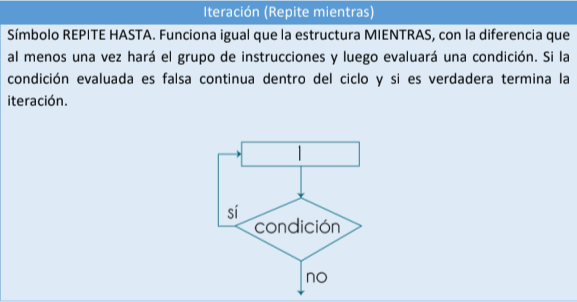 Iteración (Repite mientras)
Símbolo REPITE HASTA. Funciona igual que la estructura MIENTRAS, con la diferencia que
al menos una vez hará el grupo de instrucciones y luego evaluará una condición. Si la
condición evaluada es falsa continua dentro del ciclo y si es verdadera termina la
iteración.
I
sí
condición
no